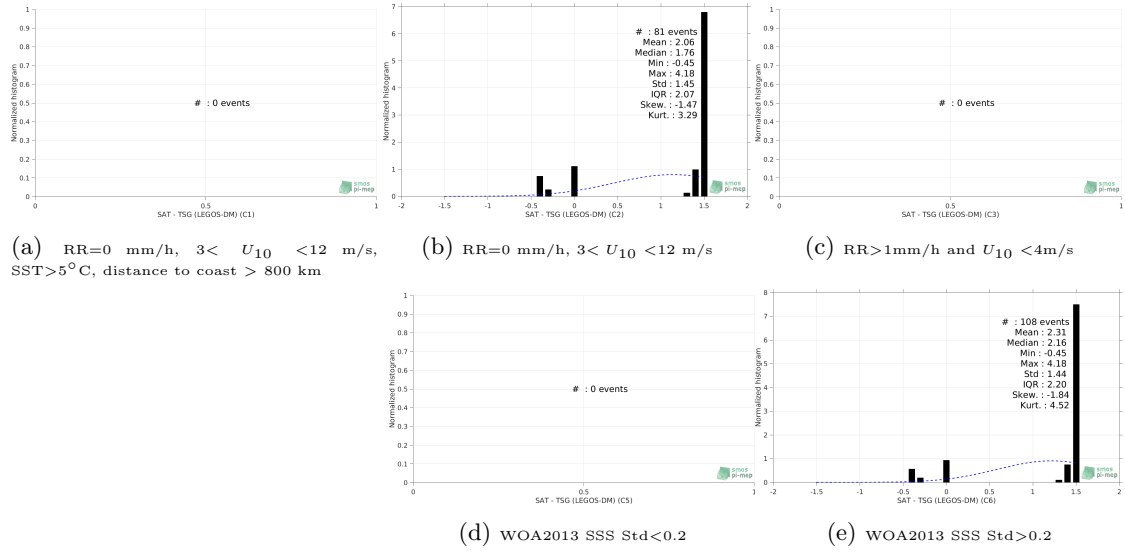 1
0.9
0.8
0.7
0.6
0.5
0.4
0.3
0.2
0.1
0
Normalized histogram
# : 0 events
smos
pi-mep
0 0.5 1
SAT - TSG (LEGOS-DM) (C1)
(a) RR=0 mm/h, 3< U10 <12 m/s,
SST>5°C, distance to coast > 800 km
7
6
5
4
3
2
1
0
Normalized histogram
# : 81 events
Mean : 2.06
Median : 1.76
Min : -0.45
Max : 4.18
Std : 1.45
IQR : 2.07
Skew. : -1.47
Kurt. : 3.29
smos
pi-mep
-2 -1.5 -1 -0.5 0 0.5 1 1.5 2
SAT - TSG (LEGOS-DM) (C2)
(b) RR=0 mm/h, 3< U10 <12 m/s
1
0.9
0.8
0.7
0.6
0.5
0.4
0.3
0.2
0.1
0
Normalized histogram
# : 0 events
smos
pi-mep
0 0.5 1
SAT - TSG (LEGOS-DM) (C3)
(c) RR>1mm/h and U10 <4m/s
1
0.9
0.8
0.7
0.6
0.5
0.4
0.3
0.2
0.1
0
Normalized histogram
# : 0 events
smos
pi-mep
0 0.5 1
SAT - TSG (LEGOS-DM) (C5)
(d) WOA2013 SSS Std<0.2
8
7
6
5
4
3
2
1
0
Normalized histogram
# : 108 events
Mean : 2.31
Median : 2.16
Min : -0.45
Max : 4.18
Std : 1.44
IQR : 2.20
Skew. : -1.84
Kurt. : 4.52
smos
pi-mep
-2 -1.5 -1 -0.5 0 0.5 1 1.5 2
SAT - TSG (LEGOS-DM) (C6)
(e) WOA2013 SSS Std>0.2